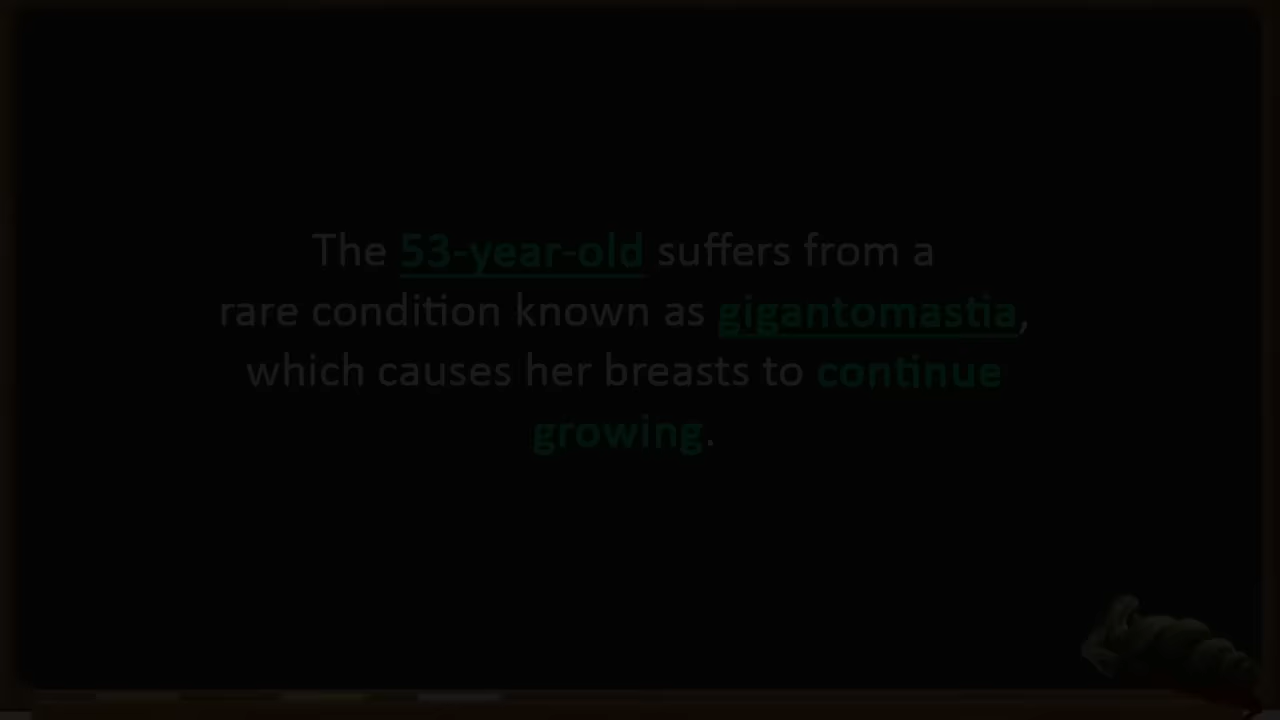 The 53-year-old suffers from a
rare condition known as gigantomastia,
which causes her breasts to continue
growing.